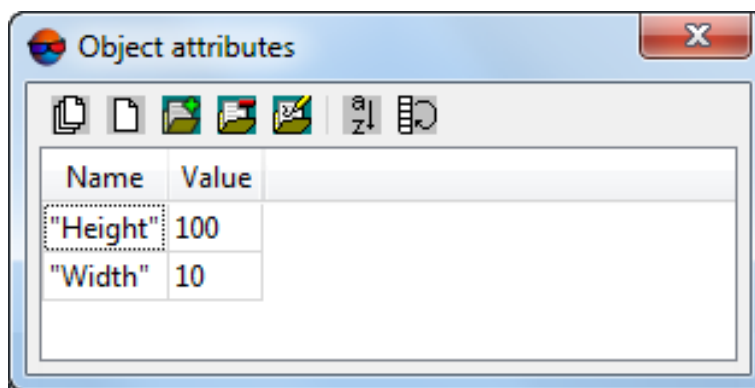 Object attributes
a
z
Name Value
"Height" 100
"Width" 10